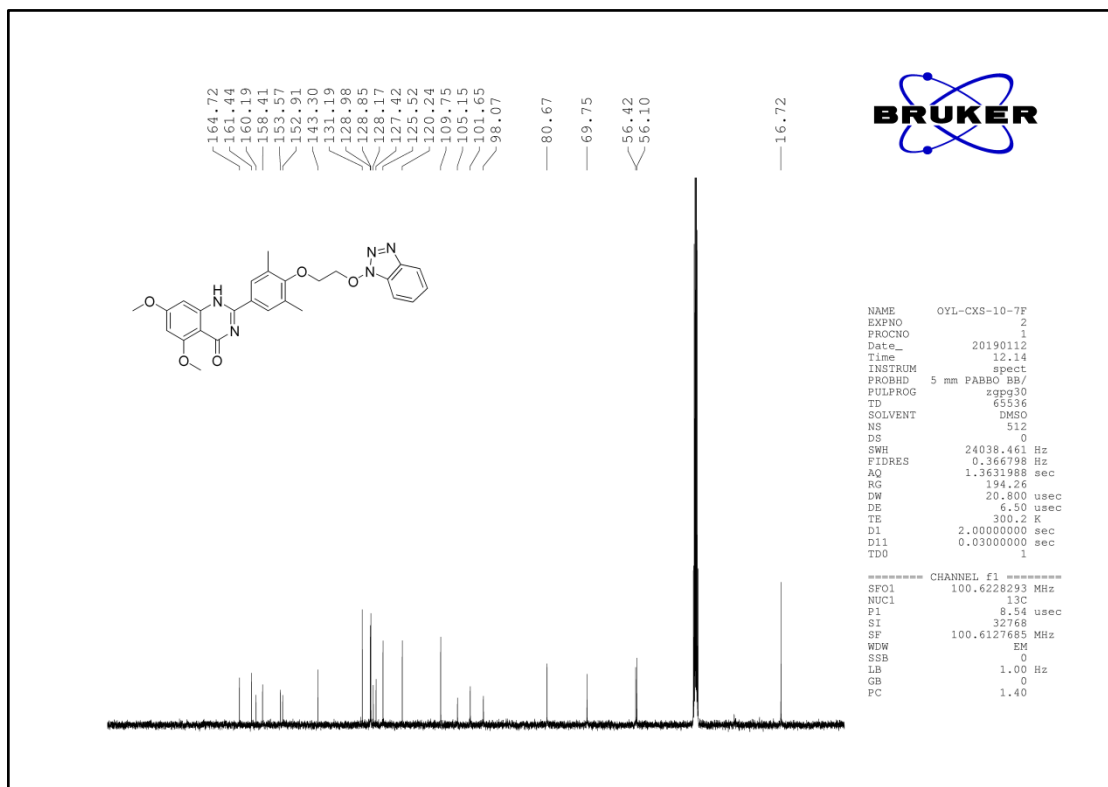 164.72
161.44
160.19
158.41
153.57
152.91
143.30
131.19
128.98
128.85
128.17
127.42
125.52
120.24
109.75
105.15
101.65
98.07
80.67
69.75
56.42
56.10
16.72
BRUKER
N N
N
O
O
H
N
O
N
O
O
NAME OYL-CXS-10-7F
EXPNO 2
PROCNO 1
Date_ 20190112
Time 12.14
INSTRUM spect
PROBHD 5 mm PABBO BB/
PULPROG zgpg30
TD 65536
SOLVENT DMSO
NS 512
DS 0
SWH 24038.461 Hz
FIDRES 0.366798 Hz
AQ 1.3631988 sec
RG 194.26
DW 20.800 usec
DE 6.50 usec
TE 300.2 K
D1 2.00000000 sec
D11 0.03000000 sec
TD0 1
======== CHANNEL f1 ========
SFO1 100.6228293 MHz
NUC1 13C
P1 8.54 usec
SI 32768
SF 100.6127685 MHz
WDW EM
SSB 0
LB 1.00 Hz
GB 0
PC 1.40